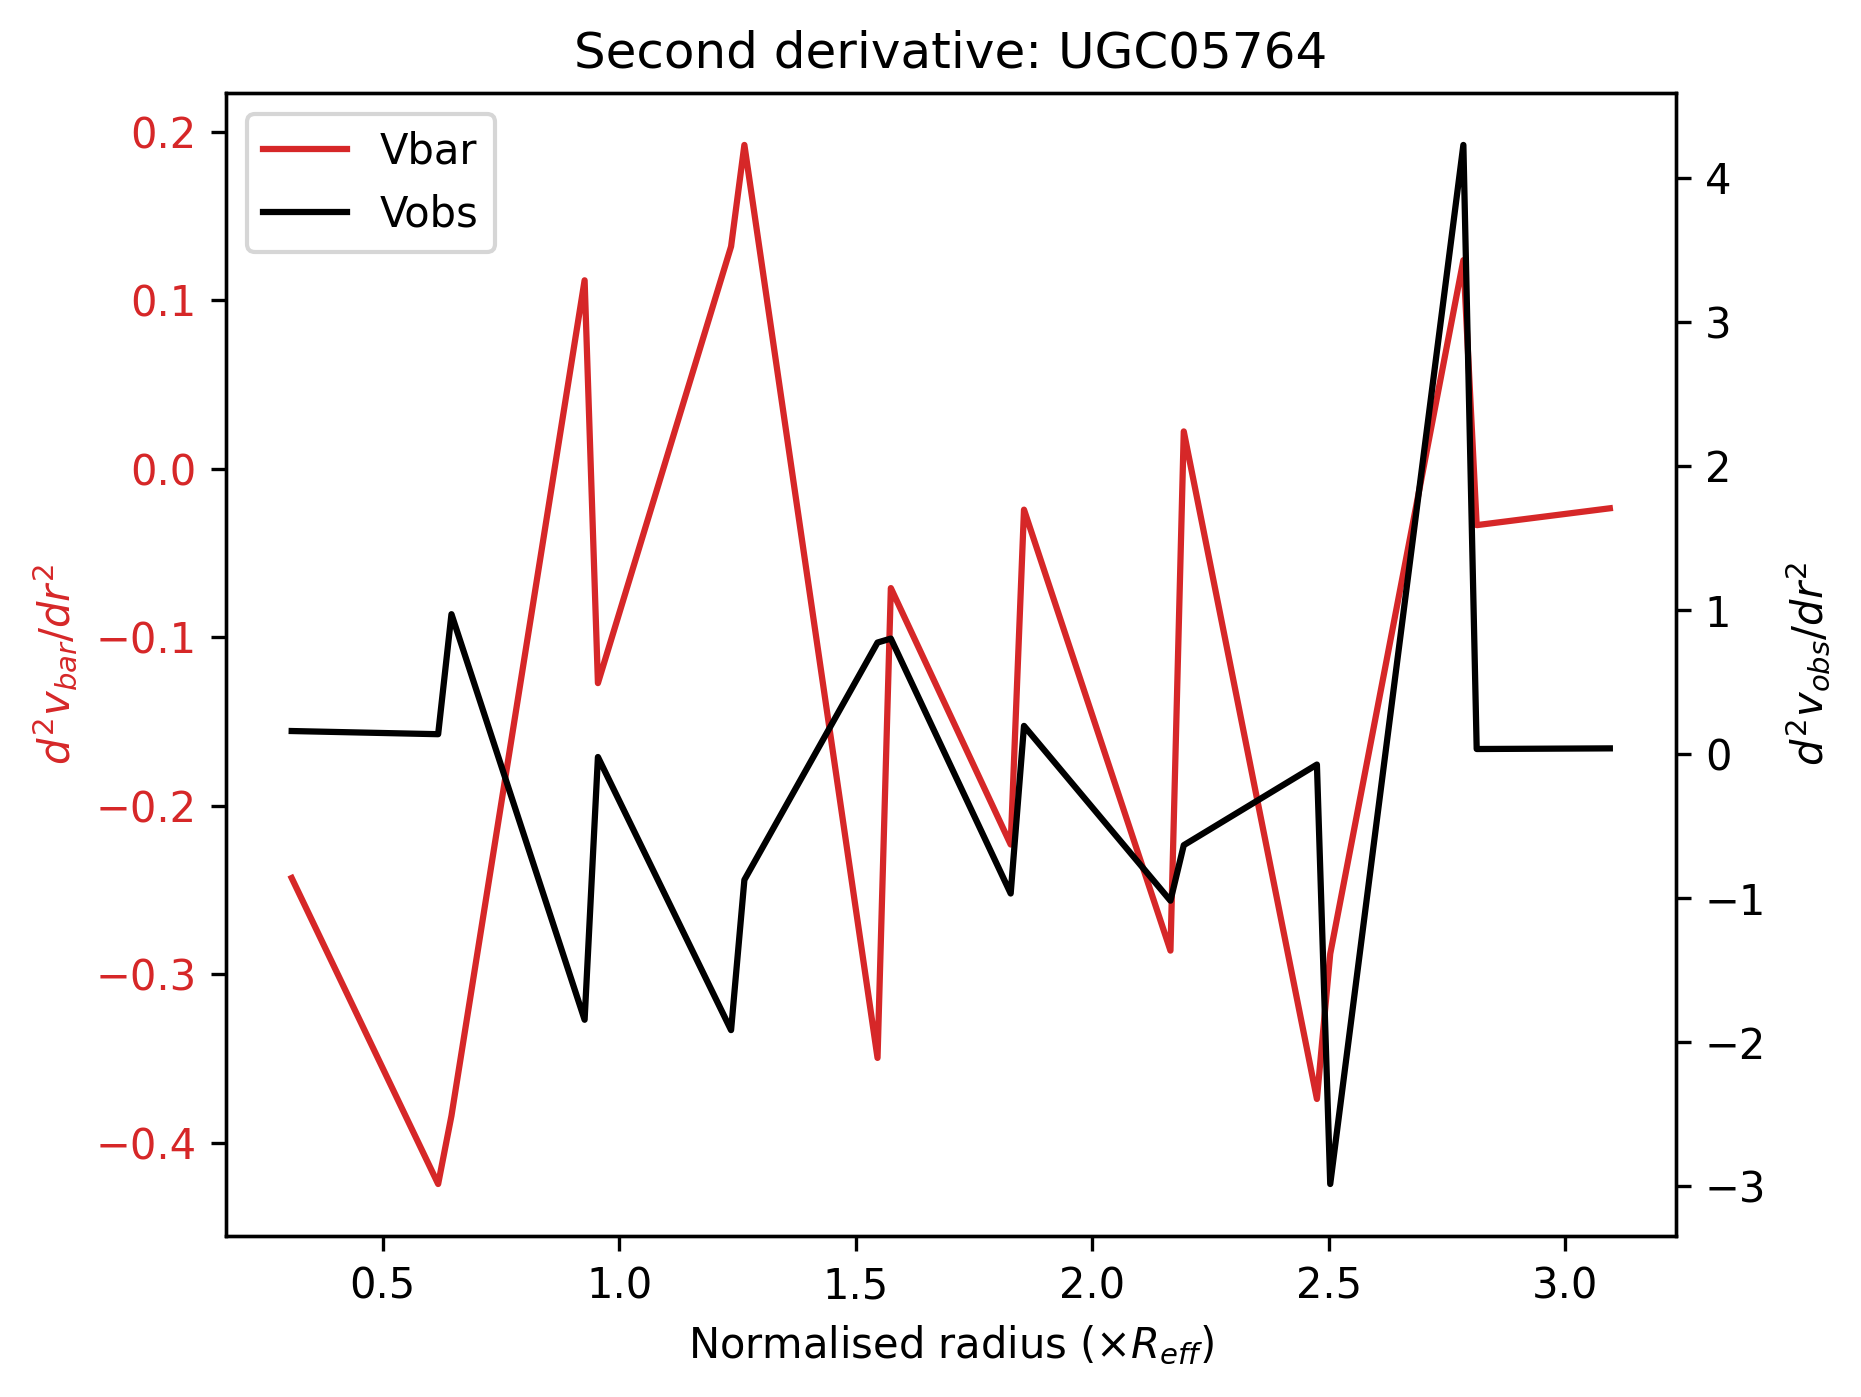 Second derivative: UGC05764
Vbar
Vobs
0.2
0.1
0.0
−0.1
−0.2
−0.3
−0.4
d²v_bar/dr²
4
3
2
1
0
−1
−2
−3
d²v_obs/dr²
0.5 1.0 1.5 2.0 2.5 3.0
Normalised radius (×R_eff)